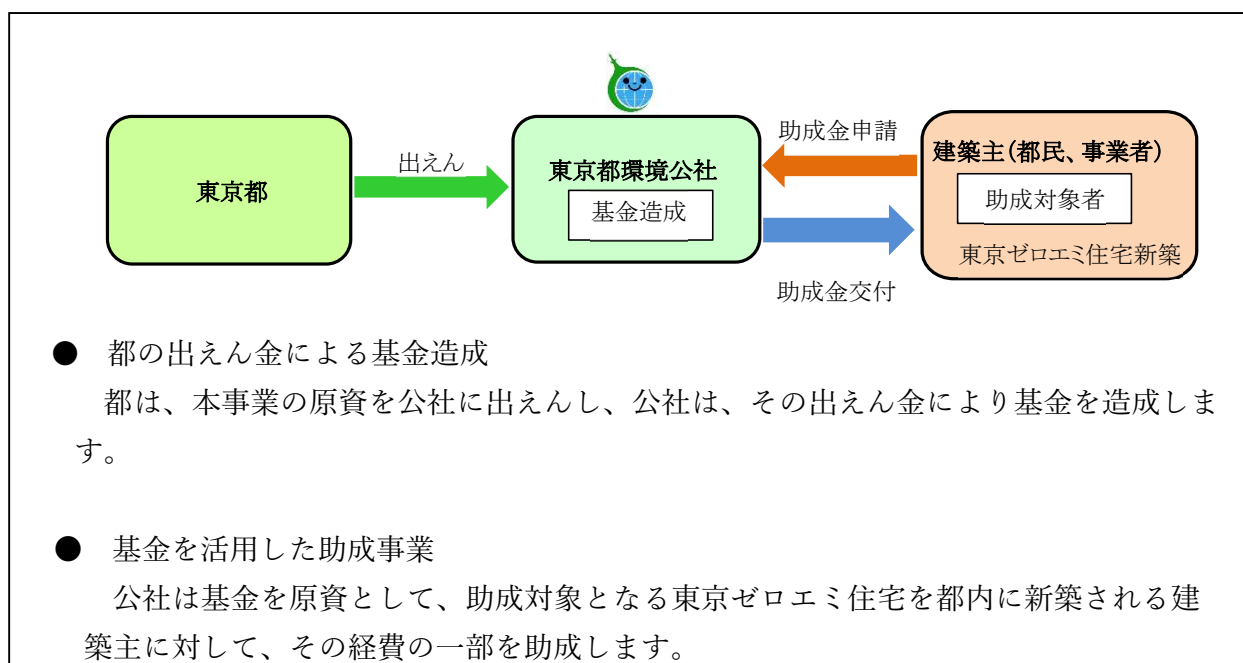 東京都
出えん
東京都環境公社
基金造成
助成金申請
助成金交付
建築主(都民、事業者)
助成対象者
東京ゼロエミ住宅新築
● 都の出えん金による基金造成
都は、本事業の原資を公社に出えんし、公社は、その出えん金により基金を造成しま
す。
● 基金を活用した助成事業
公社は基金を原資として、助成対象となる東京ゼロエミ住宅を都内に新築される建
築主に対して、その経費の一部を助成します。